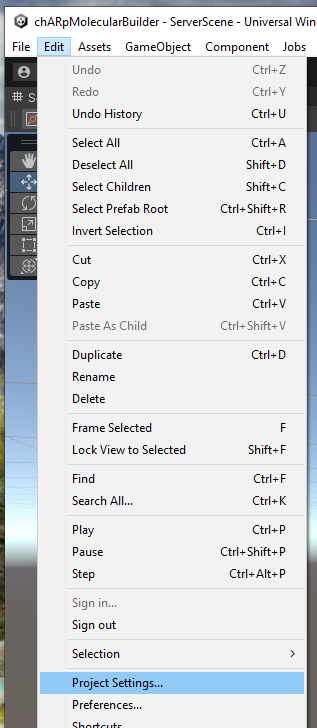 chARpMolecularBuilder - ServerScene - Universal Win
File Edit Assets GameObject Component Jobs
Undo Ctrl+Z
Redo Ctrl+Y
Undo History Ctrl+U
Select All Ctrl+A
Deselect All Shift+D
Select Children Shift+C
Select Prefab Root Ctrl+Shift+R
Invert Selection Ctrl+I
Cut Ctrl+X
Copy Ctrl+C
Paste Ctrl+V
Paste As Child Ctrl+Shift+V
Duplicate Ctrl+D
Rename
Delete
Frame Selected F
Lock View to Selected Shift+F
Find Ctrl+F
Search All... Ctrl+K
Play Ctrl+P
Pause Ctrl+Shift+P
Step Ctrl+Alt+P
Sign in...
Sign out
Selection
Project Settings...
Preferences...
Shortcuts